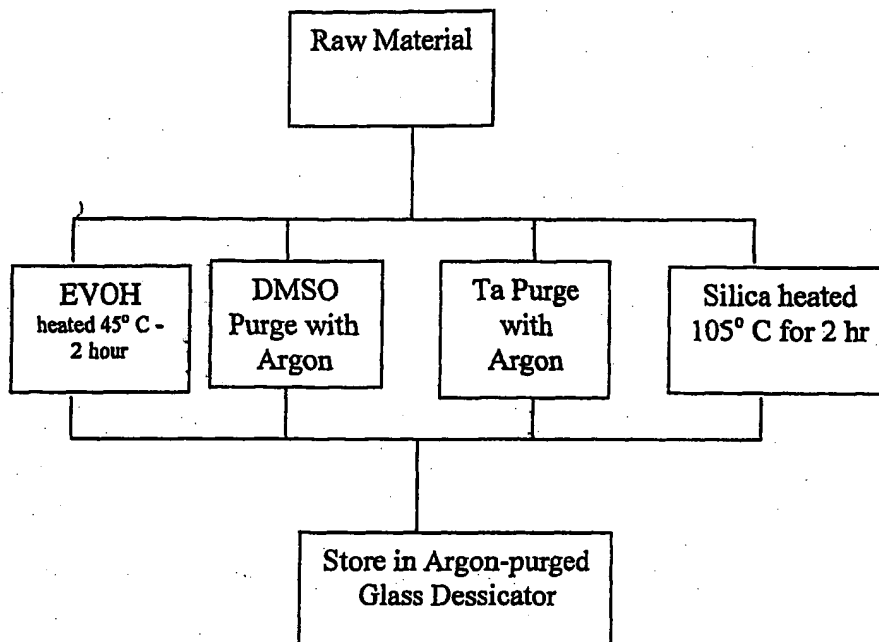 Raw Material
EVOH
heated 45° C -
2 hour
DMSO
Purge with
Argon
Ta Purge
with
Argon
Silica heated
105° C for 2 hr
Store in Argon-purged
Glass Dessicator